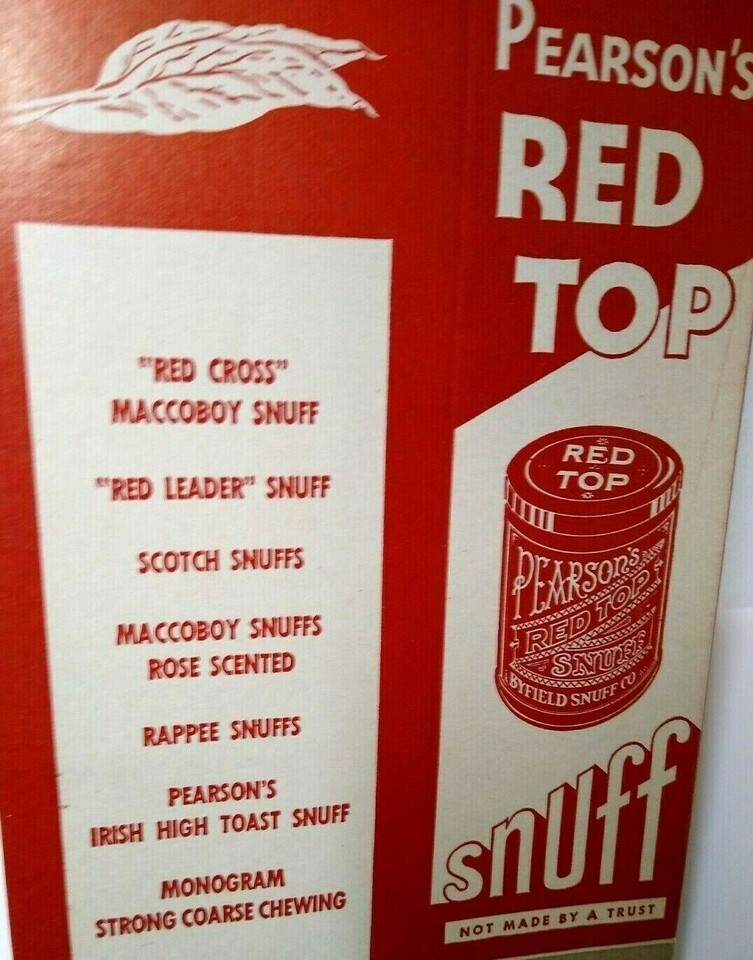 "RED CROSS"
MACCOBOY SNUFF
"RED LEADER" SNUFF
SCOTCH SNUFFS
MACCOBOY SNUFFS
ROSE SCENTED
RAPPEE SNUFFS
PEARSON'S
IRISH HIGH TOAST SNUFF
MONOGRAM
STRONG COARSE CHEWING
PEARSON'S
RED
TOP
RED
TOP
PEARSON'S
RED TOP
SNUFF
BYFIELD SNUFF CO
snuff
NOT MADE BY A TRUST